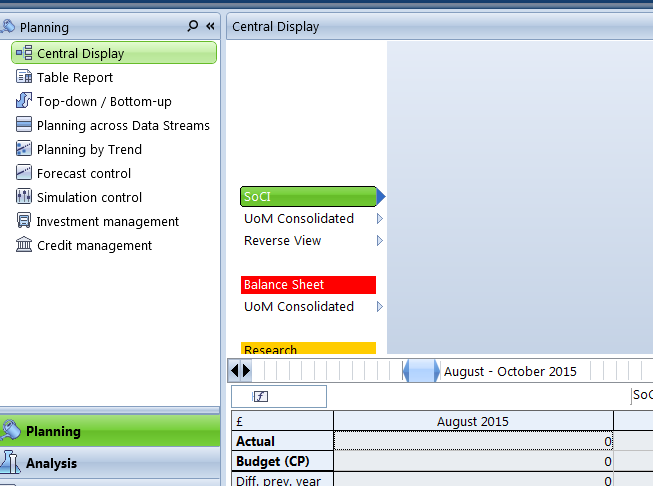 Planning
Central Display
Table Report
Top-down / Bottom-up
Planning across Data Streams
Planning by Trend
Forecast control
Simulation control
Investment management
Credit management
Planning
Analysis
Central Display
SoCI
UoM Consolidated
Reverse View
Balance Sheet
UoM Consolidated
Research
August - October 2015
f
£ August 2015
Actual 0
Budget (CP) 0
Diff. prev. year 0